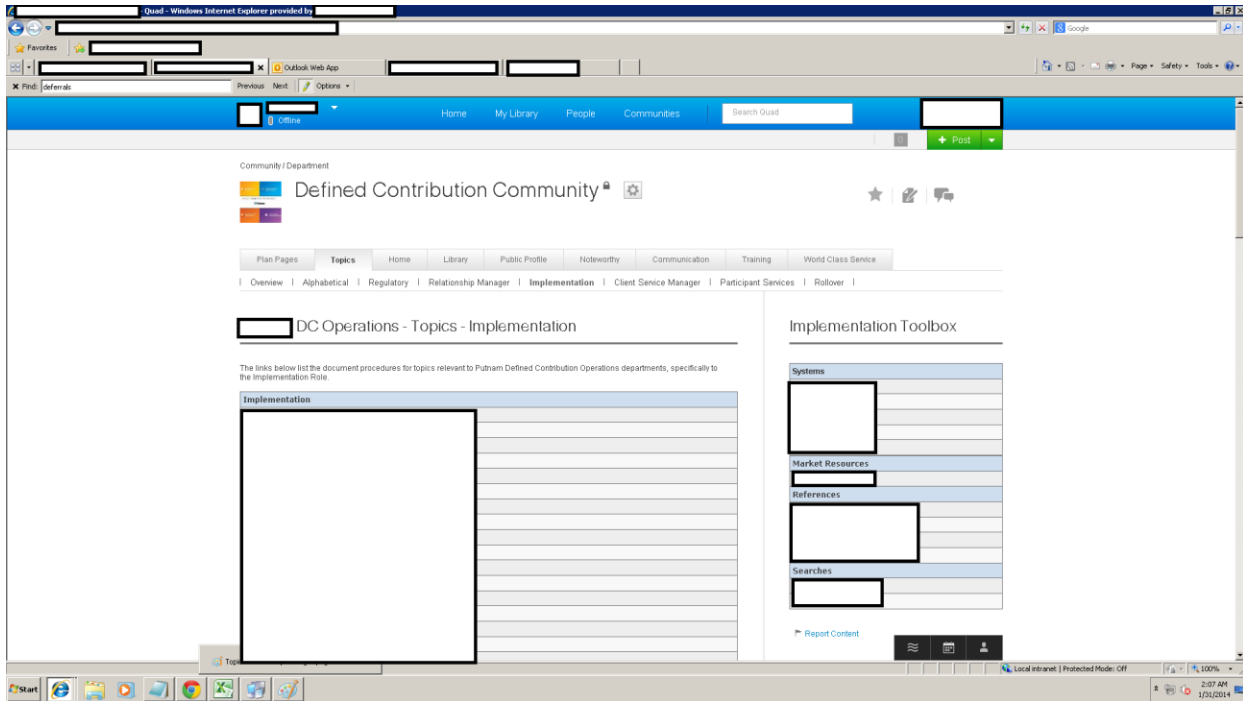 Quad - Windows Internet Explorer provided by
Google
Favorites
Outlook Web App
Page Safety Tools
Find: deferrals Previous Next Options
Offline
Home My Library People Communities Search Quad
0 + Post
Community / Department
Defined Contribution Community
Plan Pages Topics Home Library Public Profile Noteworthy Communication Training World Class Service
| Overview | Alphabetical | Regulatory | Relationship Manager | Implementation | Client Service Manager | Participant Services | Rollover |
DC Operations - Topics - Implementation
Implementation Toolbox
The links below list the document procedures for topics relevant to Putnam Defined Contribution Operations departments, specifically to
the Implementation Role.
Implementation
Systems
Market Resources
References
Searches
Report Content
Local intranet | Protected Mode: Off 100%
Start
2:07 AM
1/31/2014